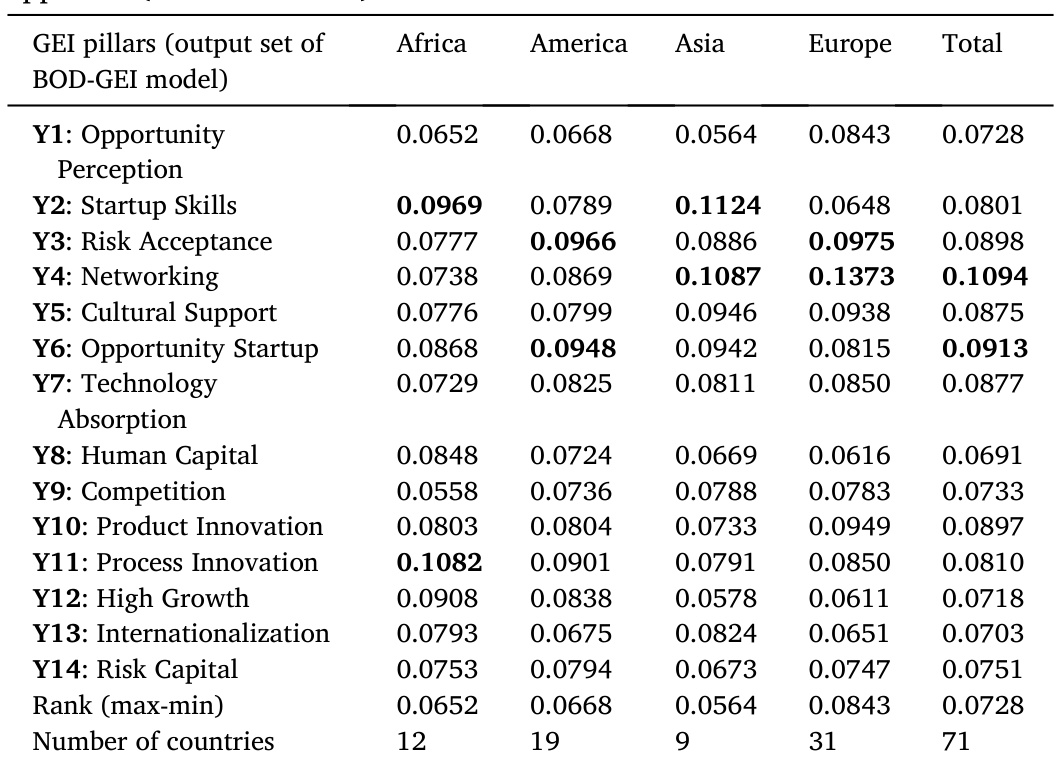 GEI pillars (output set of BOD-GEI model) Africa America Asia Europe Total
Y1: Opportunity Perception 0.0652 0.0668 0.0564 0.0843 0.0728
Y2: Startup Skills 0.0969 0.0789 0.1124 0.0648 0.0801
Y3: Risk Acceptance 0.0777 0.0966 0.0886 0.0975 0.0898
Y4: Networking 0.0738 0.0869 0.1087 0.1373 0.1094
Y5: Cultural Support 0.0776 0.0799 0.0946 0.0938 0.0875
Y6: Opportunity Startup 0.0868 0.0948 0.0942 0.0815 0.0913
Y7: Technology Absorption 0.0729 0.0825 0.0811 0.0850 0.0877
Y8: Human Capital 0.0848 0.0724 0.0669 0.0616 0.0691
Y9: Competition 0.0558 0.0736 0.0788 0.0783 0.0733
Y10: Product Innovation 0.0803 0.0804 0.0733 0.0949 0.0897
Y11: Process Innovation 0.1082 0.0901 0.0791 0.0850 0.0810
Y12: High Growth 0.0908 0.0838 0.0578 0.0611 0.0718
Y13: Internationalization 0.0793 0.0675 0.0824 0.0651 0.0703
Y14: Risk Capital 0.0753 0.0794 0.0673 0.0747 0.0751
Rank (max-min) 0.0652 0.0668 0.0564 0.0843 0.0728
Number of countries 12 19 9 31 71